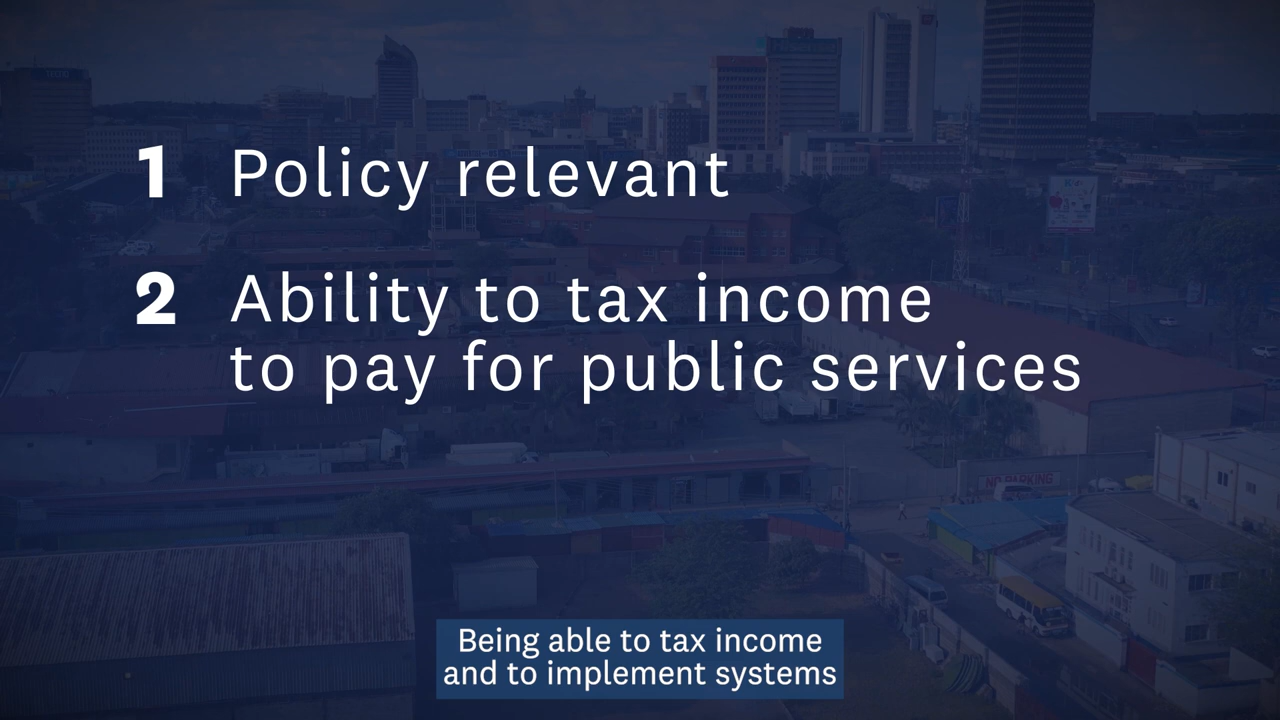 1 Policy relevant
2 Ability to tax income
to pay for public services
NO PARKING
Being able to tax income
and to implement systems